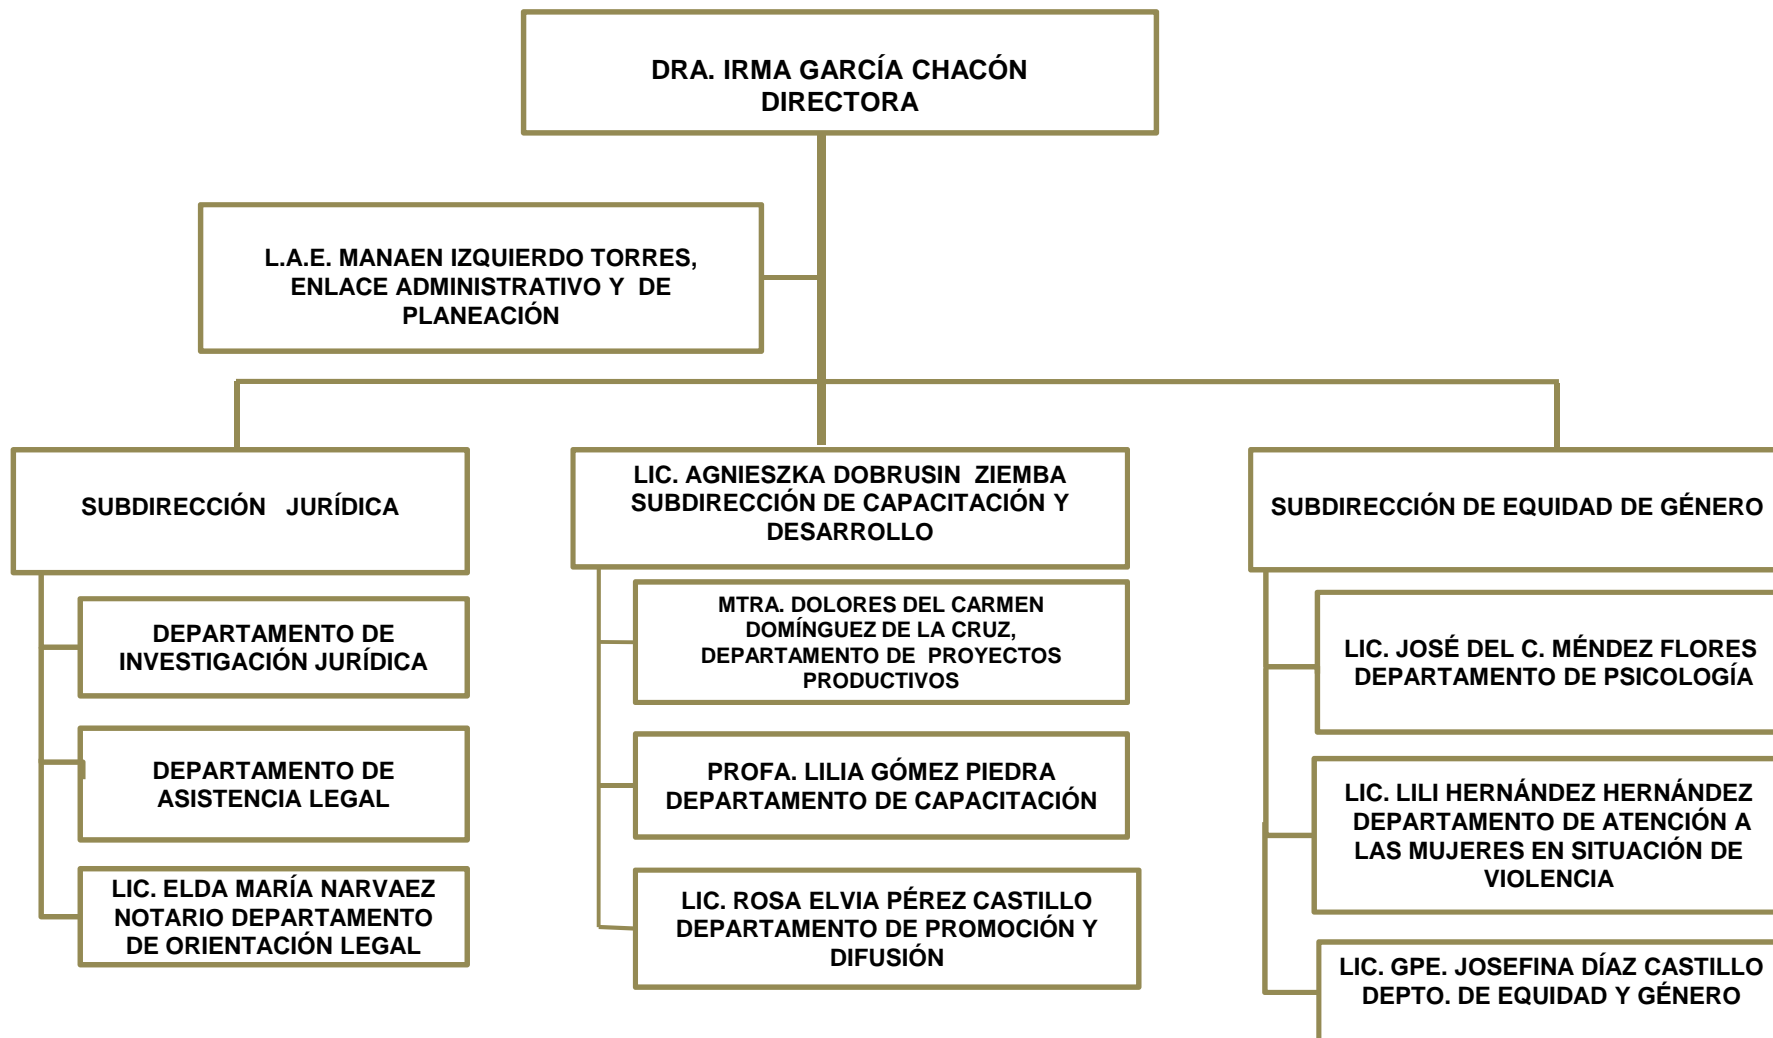 DRA. IRMA GARCÍA CHACÓN
DIRECTORA
L.A.E. MANAEN IZQUIERDO TORRES,
ENLACE ADMINISTRATIVO Y DE
PLANEACIÓN
SUBDIRECCIÓN JURÍDICA
DEPARTAMENTO DE
INVESTIGACIÓN JURÍDICA
DEPARTAMENTO DE
ASISTENCIA LEGAL
LIC. ELDA MARÍA NARVAEZ
NOTARIO DEPARTAMENTO
DE ORIENTACIÓN LEGAL
LIC. AGNIESZKA DOBRUSIN ZIEMBA
SUBDIRECCIÓN DE CAPACITACIÓN Y
DESARROLLO
MTRA. DOLORES DEL CARMEN
DOMÍNGUEZ DE LA CRUZ,
DEPARTAMENTO DE PROYECTOS
PRODUCTIVOS
PROFA. LILIA GÓMEZ PIEDRA
DEPARTAMENTO DE CAPACITACIÓN
LIC. ROSA ELVIA PÉREZ CASTILLO
DEPARTAMENTO DE PROMOCIÓN Y
DIFUSIÓN
SUBDIRECCIÓN DE EQUIDAD DE GÉNERO
LIC. JOSÉ DEL C. MÉNDEZ FLORES
DEPARTAMENTO DE PSICOLOGÍA
LIC. LILI HERNÁNDEZ HERNÁNDEZ
DEPARTAMENTO DE ATENCIÓN A
LAS MUJERES EN SITUACIÓN DE
VIOLENCIA
LIC. GPE. JOSEFINA DÍAZ CASTILLO
DEPTO. DE EQUIDAD Y GÉNERO